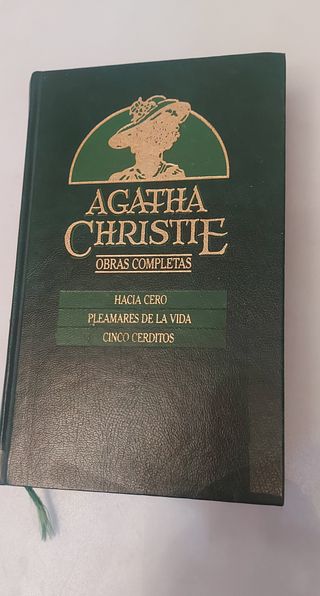 AGATHA
CHRISTIE
OBRAS COMPLETAS
HACIA CERO
PLEAMARES DE LA VIDA
CINCO CERDITOS